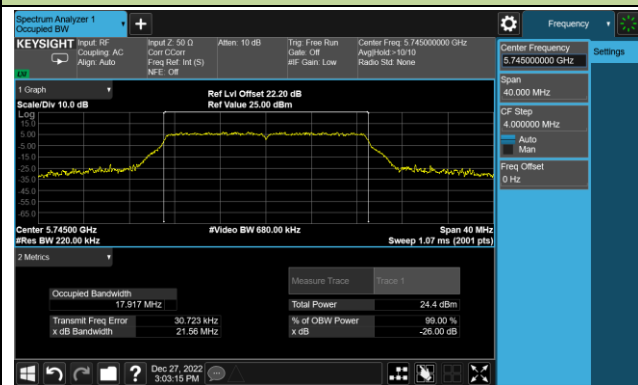 Spectrum Analyzer 1
Occupied BW
+
Frequency
KEYSIGHT
Input: RF
Coupling: AC
Align: Auto
Input Z: 50 Ω
Corr CCorr
Freq Ref: Int (S)
NFE: Off
Atten: 10 dB
Trig: Free Run
Gate: Off
#IF Gain: Low
Center Freq: 5.745000000 GHz
Avg|Hold:>10/10
Radio Std: None
Center Frequency
5.745000000 GHz
Settings
Span
40.000 MHz
CF Step
4.000000 MHz
Auto
Man
Freq Offset
0 Hz
1 Graph
Scale/Div 10.0 dB
Ref Lvl Offset 22.20 dB
Ref Value 25.00 dBm
Log
15.0
5.00
-5.00
-15.0
-25.0
-35.0
-45.0
-55.0
-65.0
Center 5.74500 GHz
#Video BW 680.00 kHz
Span 40 MHz
#Res BW 220.00 kHz
Sweep 1.07 ms (2001 pts)
2 Metrics
Measure Trace
Trace 1
Occupied Bandwidth
17.917 MHz
Total Power
24.4 dBm
Transmit Freq Error
30.723 kHz
% of OBW Power
99.00 %
x dB Bandwidth
21.56 MHz
x dB
-26.00 dB
?
Dec 27, 2022
3:03:15 PM